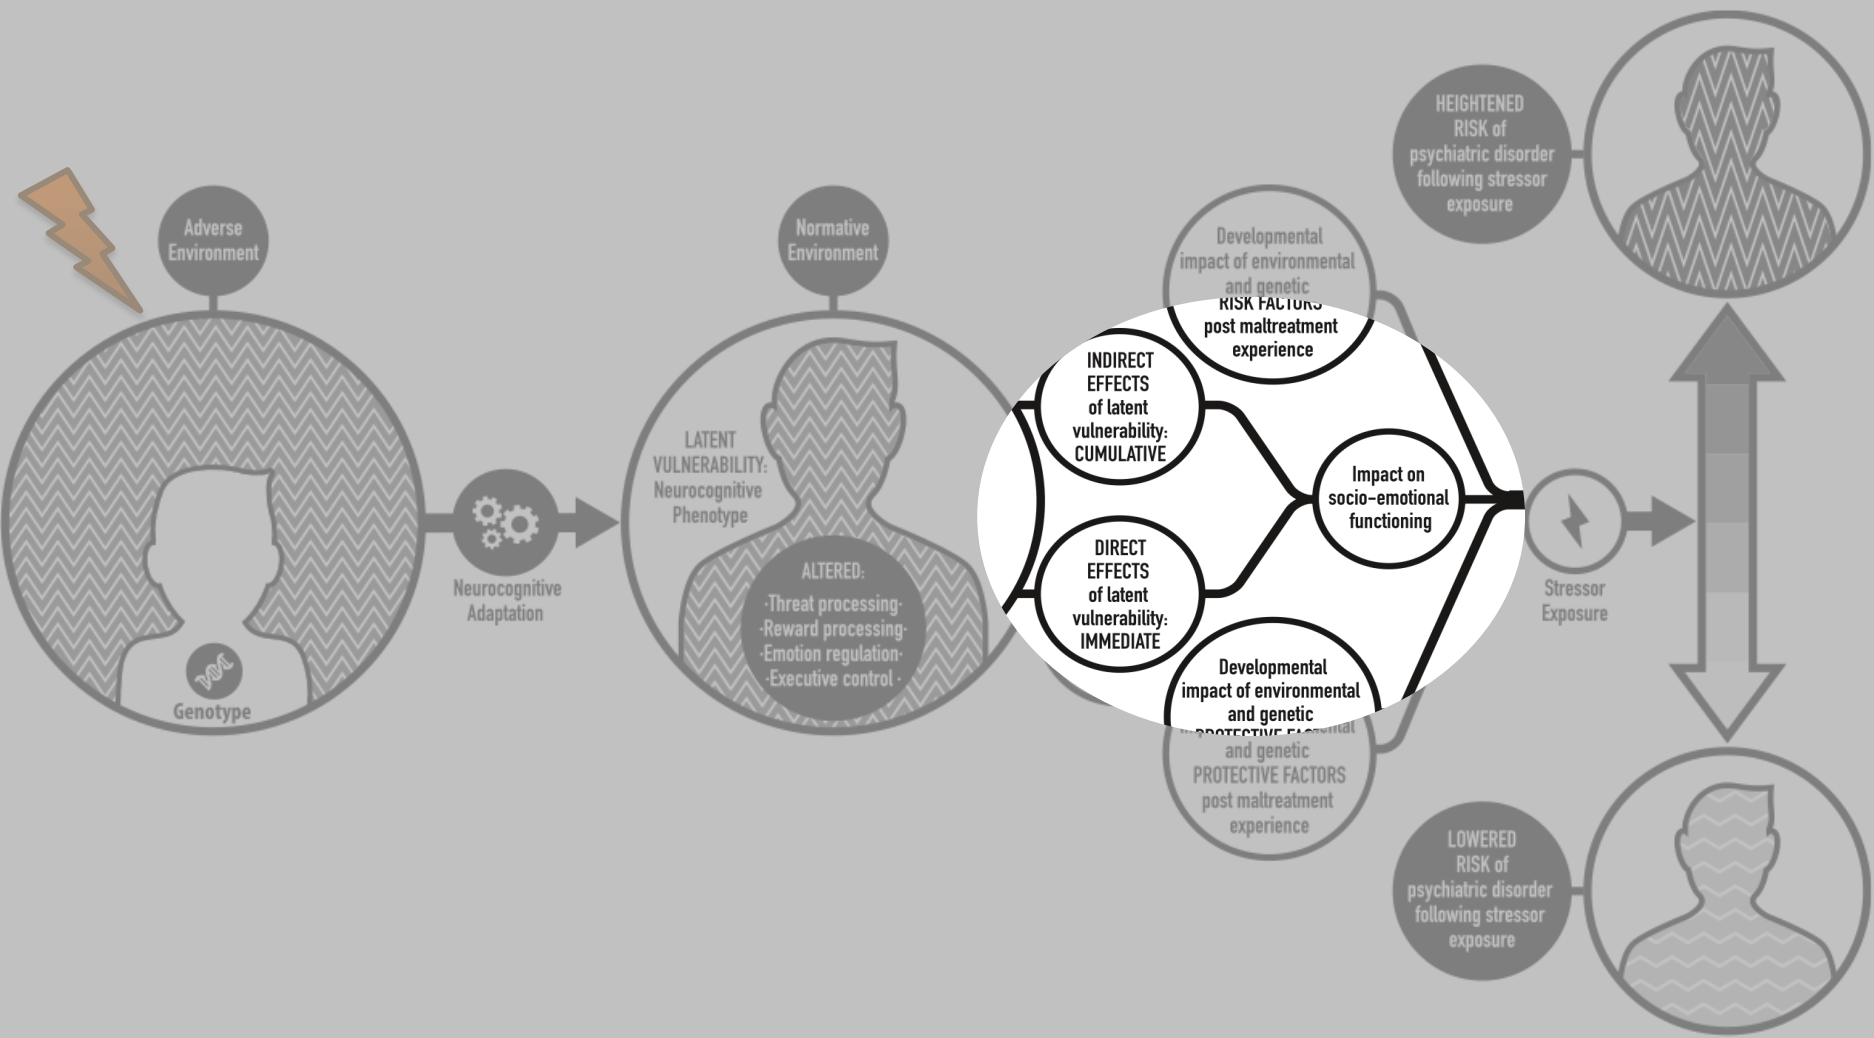 Adverse
Environment
Genotype
Neurocognitive
Adaptation
Normative
Environment
LATENT
VULNERABILITY:
Neurocognitive
Phenotype
ALTERED:
·Threat processing·
·Reward processing·
·Emotion regulation·
·Executive control ·
Developmental
impact of environmental
and genetic
RISK FACTORS
post maltreatment
experience
INDIRECT
EFFECTS
of latent
vulnerability:
CUMULATIVE
DIRECT
EFFECTS
of latent
vulnerability:
IMMEDIATE
Impact on
socio-emotional
functioning
Developmental
impact of environmental
and genetic
PROTECTIVE FAC
ntal
and genetic
PROTECTIVE FACTORS
post maltreatment
experience
Stressor
Exposure
HEIGHTENED
RISK of
psychiatric disorder
following stressor
exposure
LOWERED
RISK of
psychiatric disorder
following stressor
exposure